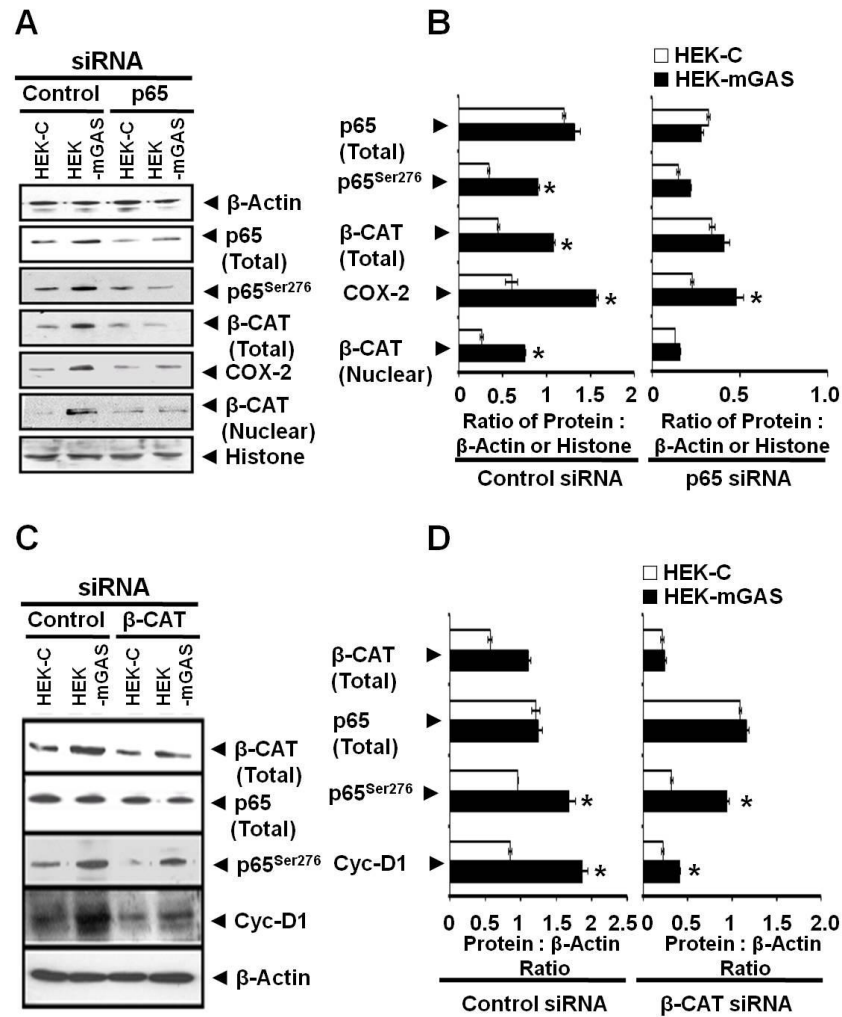 A
siRNA
Control p65
HEK-C
HEK
-mGAS
HEK-C
HEK
-mGAS
β-Actin
p65
(Total)
p65Ser276
β-CAT
(Total)
COX-2
β-CAT
(Nuclear)
Histone
B
HEK-C
HEK-mGAS
p65
(Total)
p65Ser276
*
β-CAT
(Total)
*
COX-2
* *
β-CAT
(Nuclear)
*
0 0.5 1.0 1.5 2
0 0.5 1.0
Ratio of Protein :
β-Actin or Histone
Control siRNA
Ratio of Protein :
β-Actin or Histone
p65 siRNA
C
siRNA
Control β-CAT
HEK-C
HEK
-mGAS
HEK-C
HEK
-mGAS
β-CAT
(Total)
p65
(Total)
p65Ser276
Cyc-D1
β-Actin
D
HEK-C
HEK-mGAS
β-CAT
(Total)
p65
(Total)
p65Ser276
* *
Cyc-D1
* *
0 0.5 1 1.5 2 2.5
0 1 2.0
Protein : β-Actin
Ratio
Control siRNA
Protein : β-Actin
Ratio
β-CAT siRNA